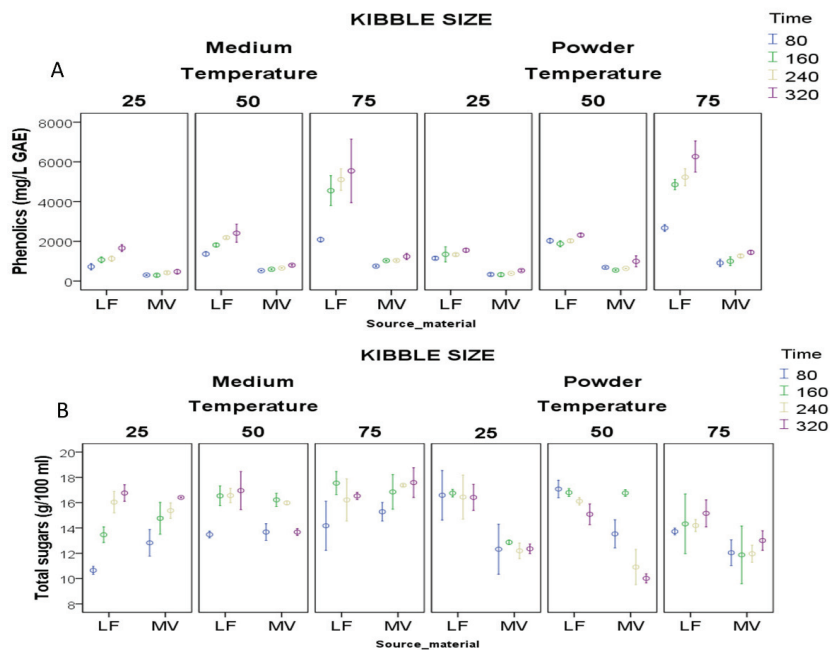 KIBBLE SIZE
Time
80
160
240
320
A
Medium
Powder
Temperature
Temperature
25
50
75
25
50
75
Phenolics (mg/L GAE)
8000
6000
4000
2000
0
LF MV LF MV LF MV LF MV LF MV LF MV
Source_material
KIBBLE SIZE
Time
80
160
240
320
B
Medium
Powder
Temperature
Temperature
25
50
75
25
50
75
Total sugars (g/100 ml)
20
18
16
14
12
10
8
LF MV LF MV LF MV LF MV LF MV LF MV
Source_material